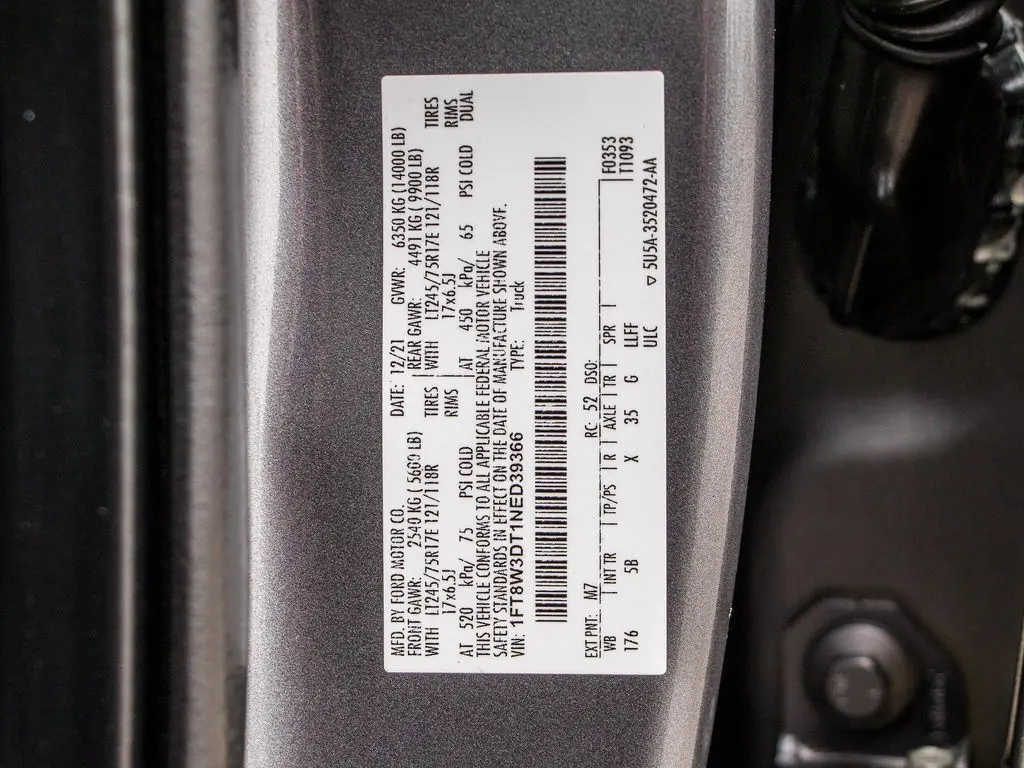 MFD. BY FORD MOTOR CO. DATE: 12/21 GVWR: 6350 KG (14000 LB)
FRONT GAWR: 2540 KG ( 5600 LB) REAR GAWR: 4491 KG ( 9900 LB)
WITH LT245/75R17E 121/118R TIRES WITH LT245/75R17E 121/118R TIRES
17x6.5J RIMS 17x6.5J RIMS
AT 520 kPa/ 75 PSI COLD AT 450 kPa/ 65 PSI COLD DUAL
THIS VEHICLE CONFORMS TO ALL APPLICABLE FEDERAL MOTOR VEHICLE
SAFETY STANDARDS IN EFFECT ON THE DATE OF MANUFACTURE SHOWN ABOVE.
VIN: 1FT8W3DT1NED39366 TYPE: Truck
EXT PNT: M7 RC: 52 DSO: F0353
WB INT TR TP/PS R AXLE TR SPR T1093
176 5B X 35 G LLFF
ULC 5U5A-3520472-AA